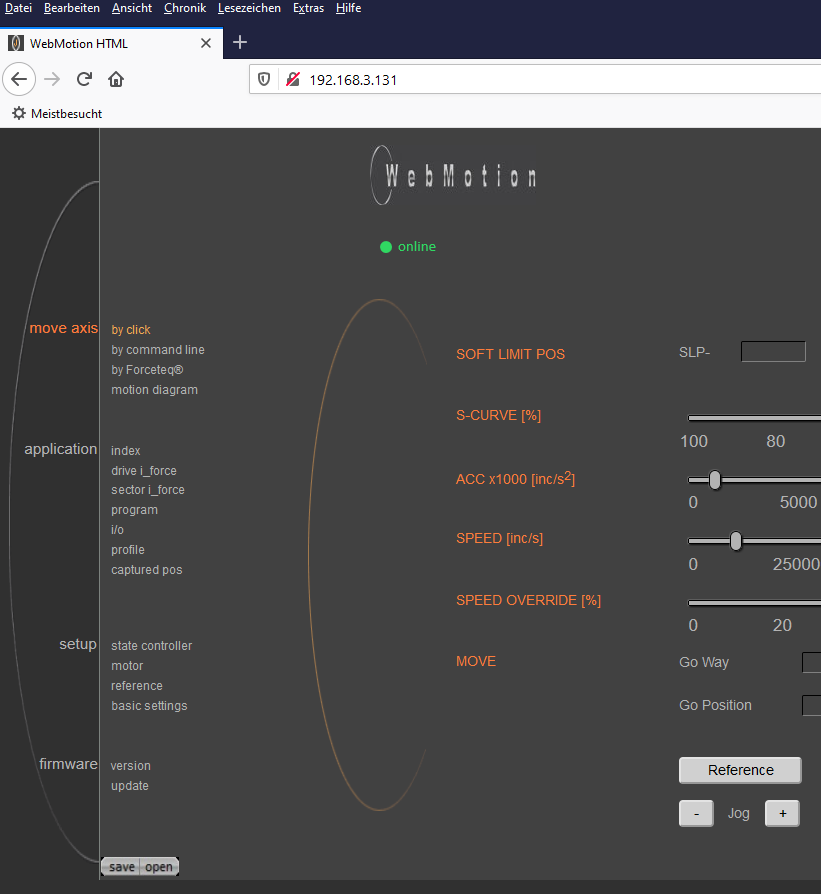 Datei Bearbeiten Ansicht Chronik Lesezeichen Extras Hilfe
WebMotion HTML
192.168.3.131
Meistbesucht
WebMotion
online
move axis
by click
by command line
by Forceteq®
motion diagram
application
index
drive i_force
sector i_force
program
i/o
profile
captured pos
setup
state controller
motor
reference
basic settings
firmware
version
update
save open
SOFT LIMIT POS SLP-
S-CURVE [%]
100 80
ACC x1000 [inc/s2]
0 5000
SPEED [inc/s]
0 25000
SPEED OVERRIDE [%]
0 20
MOVE Go Way
Go Position
Reference
- Jog +